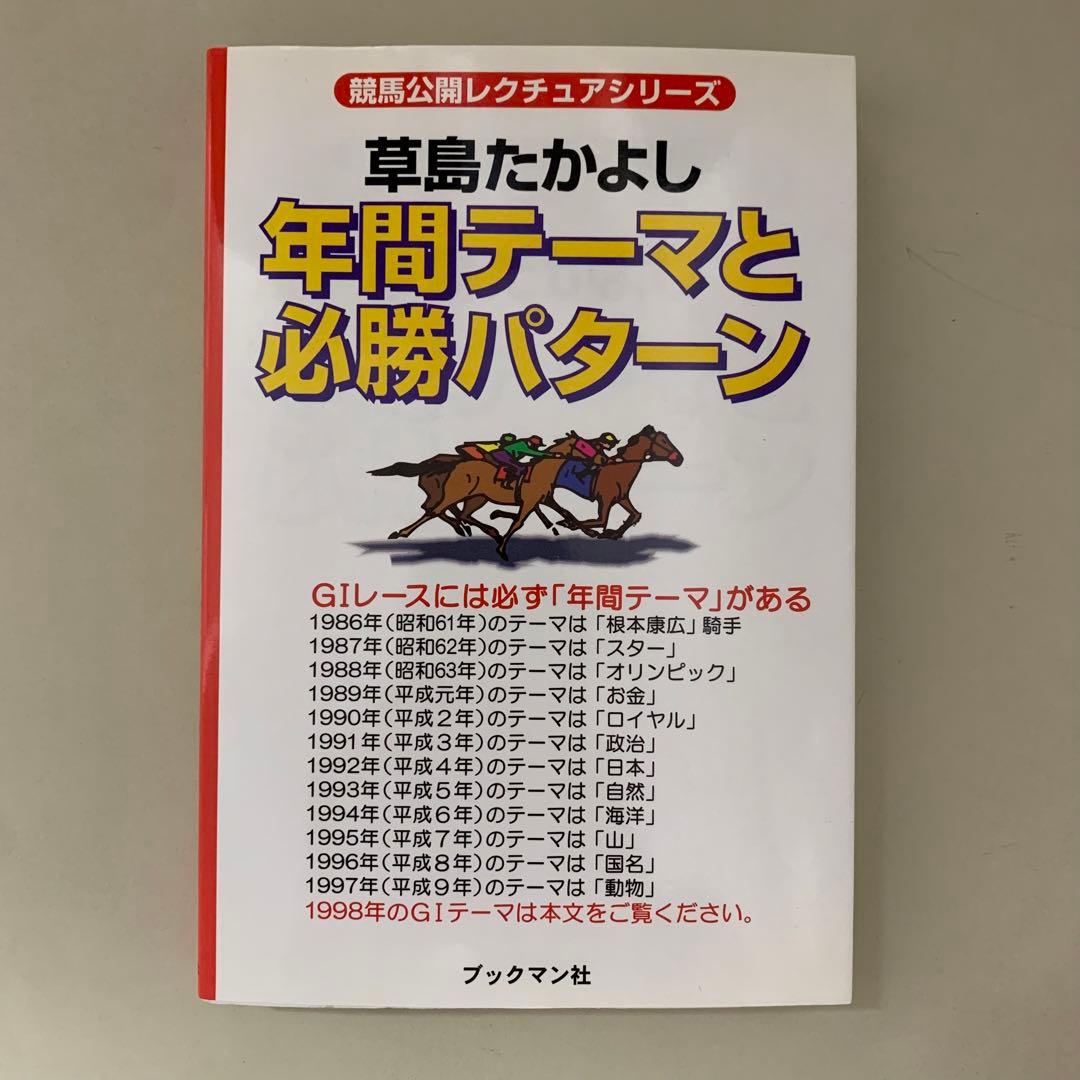 競馬公開レクチュアシリーズ
草島たかよし
年間テーマと
必勝パターン
GIレースには必ず「年間テーマ」がある
1986年(昭和61年)のテーマは「根本康広」騎手
1987年(昭和62年)のテーマは「スター」
1988年(昭和63年)のテーマは「オリンピック」
1989年(平成元年)のテーマは「お金」
1990年(平成2年)のテーマは「ロイヤル」
1991年(平成3年)のテーマは「政治」
1992年(平成4年)のテーマは「日本」
1993年(平成5年)のテーマは「自然」
1994年(平成6年)のテーマは「海洋」
1995年(平成7年)のテーマは「山」
1996年(平成8年)のテーマは「国名」
1997年(平成9年)のテーマは「動物」
1998年のGIテーマは本文をご覧ください。
ブックマン社